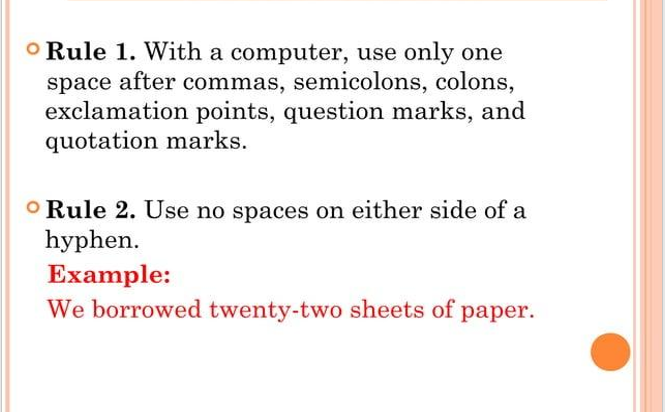 Rule 1. With a computer, use only one
space after commas, semicolons, colons,
exclamation points, question marks, and
quotation marks.
Rule 2. Use no spaces on either side of a
hyphen.
Example:
We borrowed twenty-two sheets of paper.